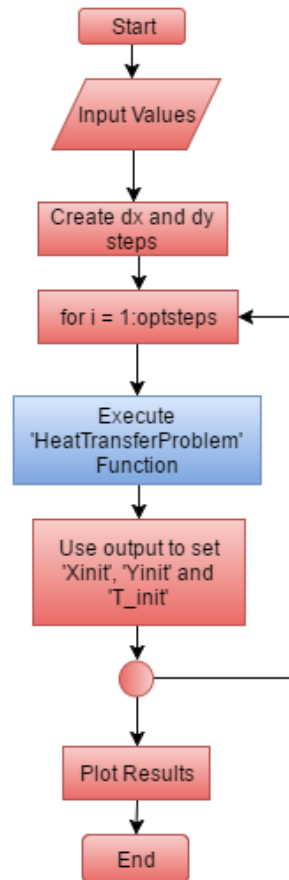 Start
Input Values
Create dx and dy
steps
for i = 1:optsteps
Execute
'HeatTransferProblem'
Function
Use output to set
'Xinit', 'Yinit' and
'T_init'
Plot Results
End